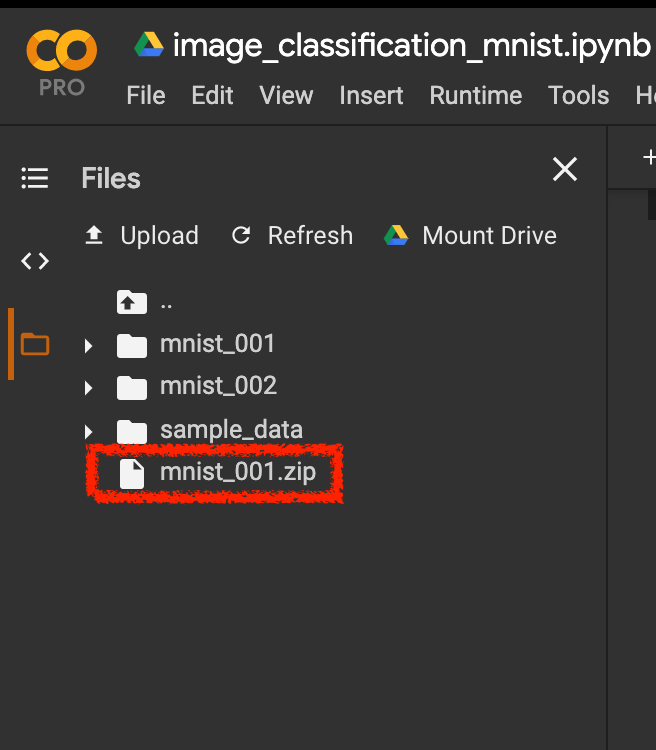 CO
PRO
image_classification_mnist.ipynb
File Edit View Insert Runtime Tools
Files
Upload Refresh Mount Drive
..
mnist_001
mnist_002
sample_data
mnist_001.zip